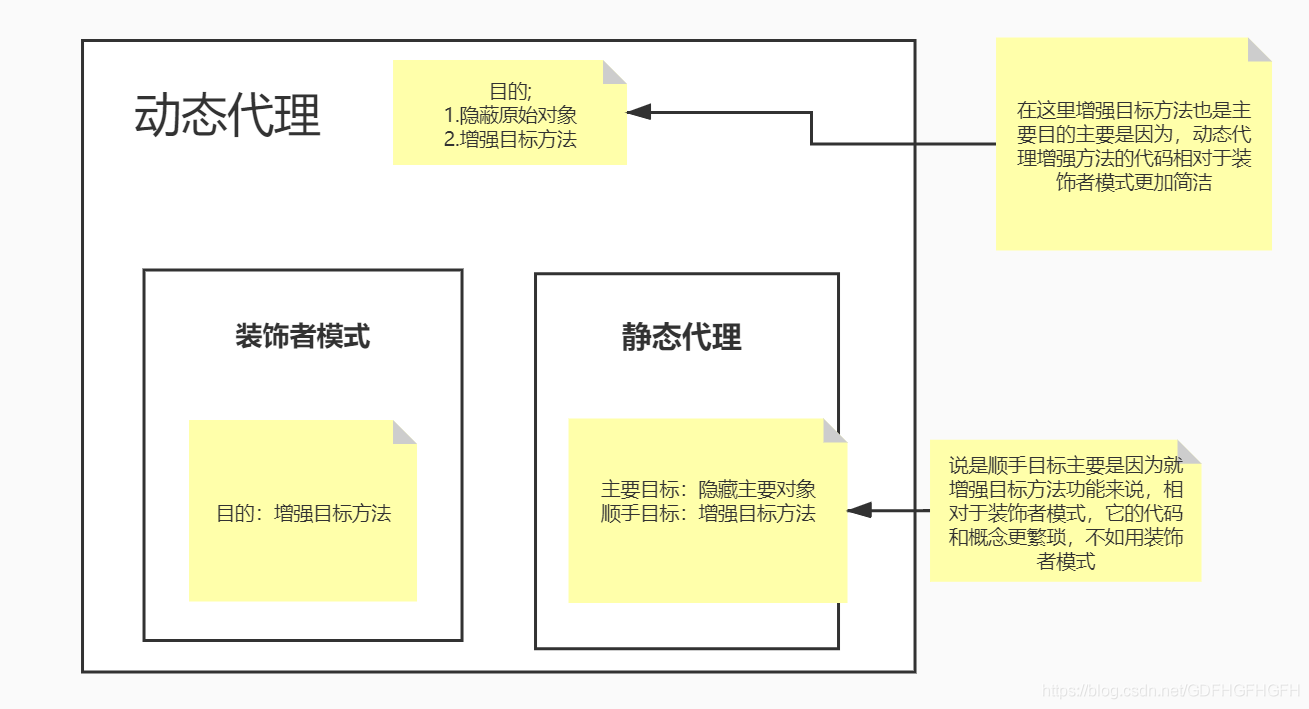 动态代理
目的;
1.隐蔽原始对象
2.增强目标方法
在这里增强目标方法也是主
要目的主要是因为，动态代
理增强方法的代码相对于装
饰者模式更加简洁
装饰者模式
目的：增强目标方法
静态代理
主要目标：隐藏主要对象
顺手目标：增强目标方法
说是顺手目标主要是因为就
增强目标方法功能来说，相
对于装饰者模式，它的代码
和概念更繁琐，不如用装饰
者模式
https://blog.csdn.net/GDFHGFHGFH